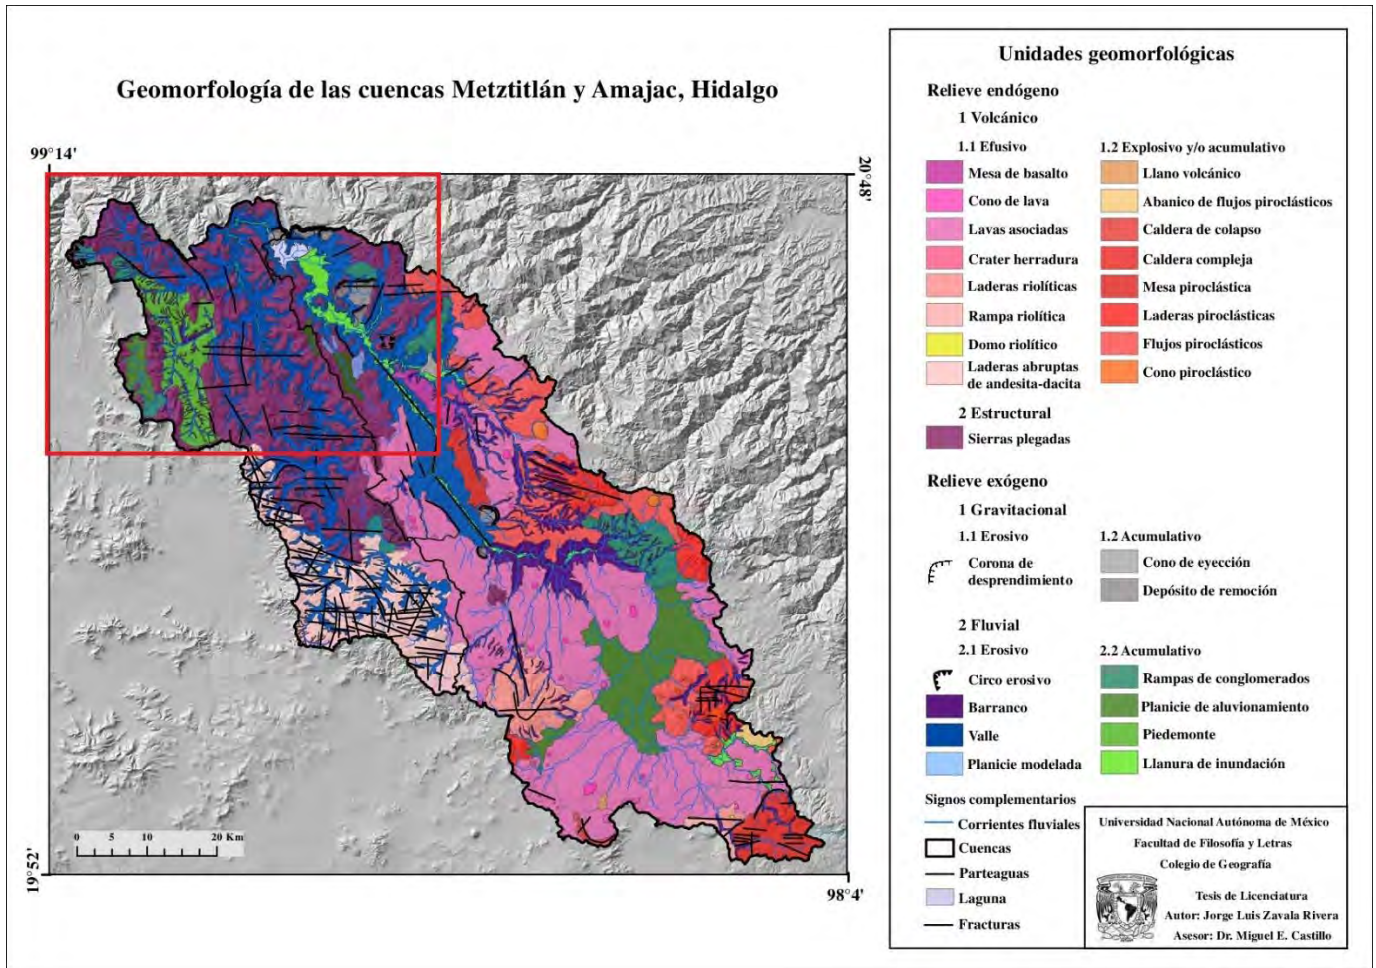 Geomorfología de las cuencas Metztitlán y Amajac, Hidalgo
99°14'
20°48'
19°52'
98°4'
0 5 10 20 Km
Unidades geomorfológicas
Relieve endógeno
1 Volcánico
1.1 Efusivo
Mesa de basalto
Cono de lava
Lavas asociadas
Crater herradura
Laderas riolíticas
Rampa riolítica
Domo riolítico
Laderas abruptas
de andesita-dacita
1.2 Explosivo y/o acumulativo
Llano volcánico
Abanico de flujos piroclásticos
Caldera de colapso
Caldera compleja
Mesa piroclástica
Laderas piroclásticas
Flujos piroclásticos
Cono piroclástico
2 Estructural
Sierras plegadas
Relieve exógeno
1 Gravitacional
1.1 Erosivo
Corona de
desprendimiento
1.2 Acumulativo
Cono de eyección
Depósito de remoción
2 Fluvial
2.1 Erosivo
Circo erosivo
Barranco
Valle
Planicie modelada
2.2 Acumulativo
Rampas de conglomerados
Planicie de aluvionamiento
Piedemonte
Llanura de inundación
Signos complementarios
Corrientes fluviales
Cuencas
Parteaguas
Laguna
Fracturas
Universidad Nacional Autónoma de México
Facultad de Filosofía y Letras
Colegio de Geografía
Tesis de Licenciatura
Autor: Jorge Luis Zavala Rivera
Asesor: Dr. Miguel E. Castillo